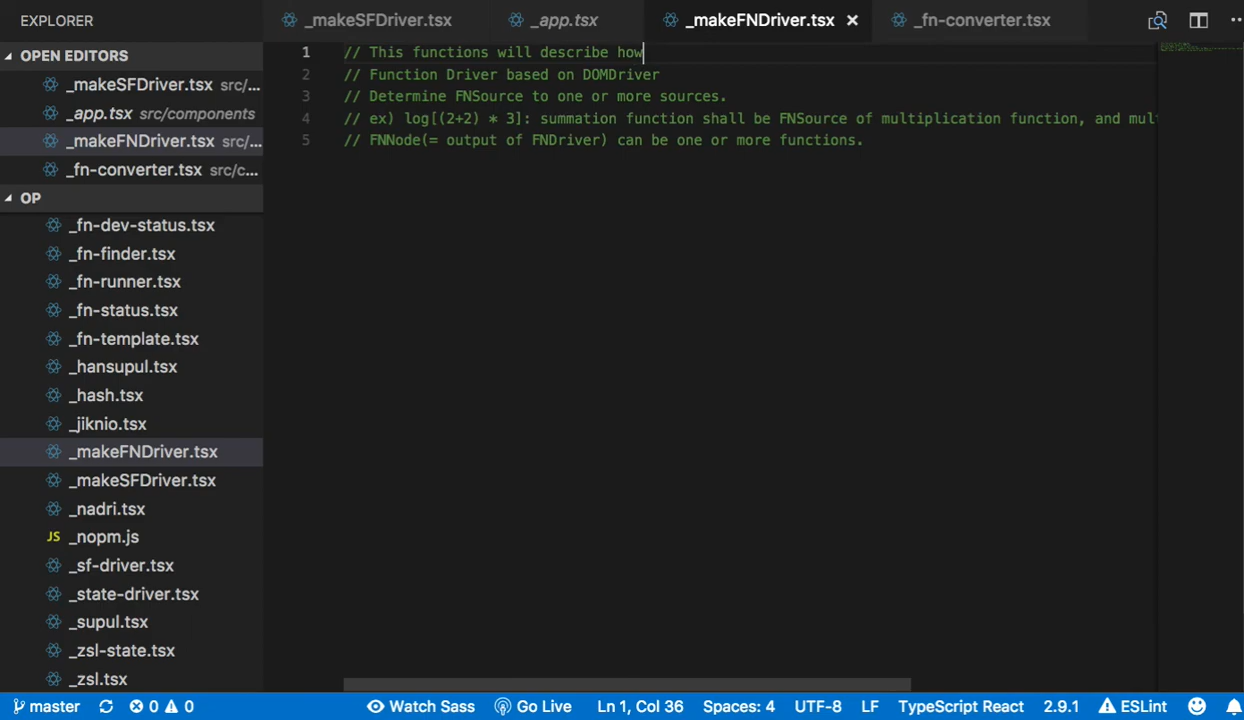 EXPLORER
_makeSFDriver.tsx
_app.tsx
_makeFNDriver.tsx
_fn-converter.tsx
OPEN EDITORS
_makeSFDriver.tsx src/...
_app.tsx src/components
_makeFNDriver.tsx src/...
_fn-converter.tsx src/c...
OP
_fn-dev-status.tsx
_fn-finder.tsx
_fn-runner.tsx
_fn-status.tsx
_fn-template.tsx
_hansupul.tsx
_hash.tsx
_jiknio.tsx
_makeFNDriver.tsx
_makeSFDriver.tsx
_nadri.tsx
JS _nopm.js
_sf-driver.tsx
_state-driver.tsx
_supul.tsx
_zsl-state.tsx
_zsl.tsx
1 // This functions will describe how
2 // Function Driver based on DOMDriver
3 // Determine FNSource to one or more sources.
4 // ex) log[(2+2) * 3]: summation function shall be FNSource of multiplication function, and mul
5 // FNNode(= output of FNDriver) can be one or more functions.
master 0 0 Watch Sass Go Live Ln 1, Col 36 Spaces: 4 UTF-8 LF TypeScript React 2.9.1 ESLint